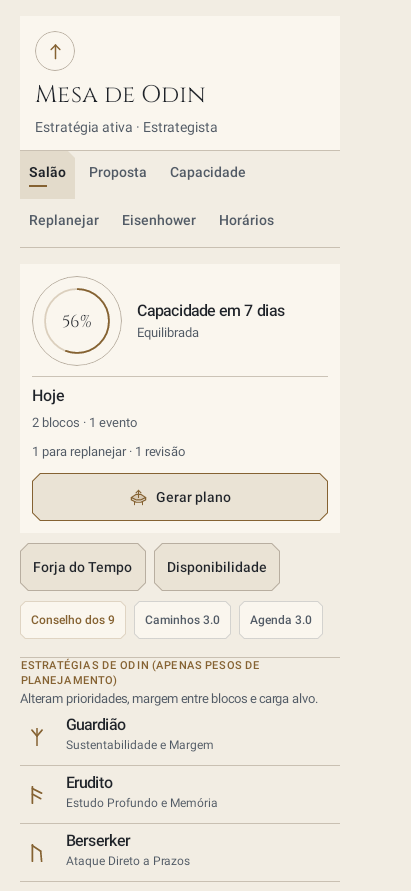 Mesa de Odin
Estratégia ativa · Estrategista
Salão
Proposta
Capacidade
Replanejar
Eisenhower
Horários
56%
Capacidade em 7 dias
Equilibrada
Hoje
2 blocos · 1 evento
1 para replanejar · 1 revisão
Gerar plano
Forja do Tempo
Disponibilidade
Conselho dos 9
Caminhos 3.0
Agenda 3.0
ESTRATÉGIAS DE ODIN (APENAS PESOS DE
PLANEJAMENTO)
Alteram prioridades, margem entre blocos e carga alvo.
Guardião
Sustentabilidade e Margem
Erudito
Estudo Profundo e Memória
Berserker
Ataque Direto a Prazos